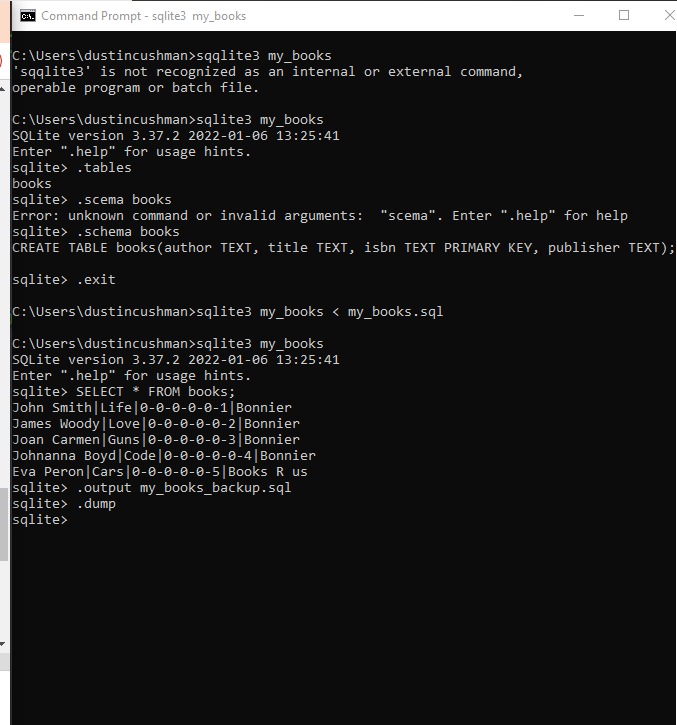 Command Prompt - sqlite3  my_books
C:\Users\dustincushman>sqqlite3 my_books
'sqqlite3' is not recognized as an internal or external command,
operable program or batch file.
C:\Users\dustincushman>sqlite3 my_books
SQLite version 3.37.2 2022-01-06 13:25:41
Enter ".help" for usage hints.
sqlite> .tables
books
sqlite> .scema books
Error: unknown command or invalid arguments:  "scema". Enter ".help" for help
sqlite> .schema books
CREATE TABLE books(author TEXT, title TEXT, isbn TEXT PRIMARY KEY, publisher TEXT);
sqlite> .exit
C:\Users\dustincushman>sqlite3 my_books < my_books.sql
C:\Users\dustincushman>sqlite3 my_books
SQLite version 3.37.2 2022-01-06 13:25:41
Enter ".help" for usage hints.
sqlite> SELECT * FROM books;
John Smith|Life|0-0-0-0-0-1|Bonnier
James Woody|Love|0-0-0-0-0-2|Bonnier
Joan Carmen|Guns|0-0-0-0-0-3|Bonnier
Johnanna Boyd|Code|0-0-0-0-0-4|Bonnier
Eva Peron|Cars|0-0-0-0-0-5|Books R us
sqlite> .output my_books_backup.sql
sqlite> .dump
sqlite>